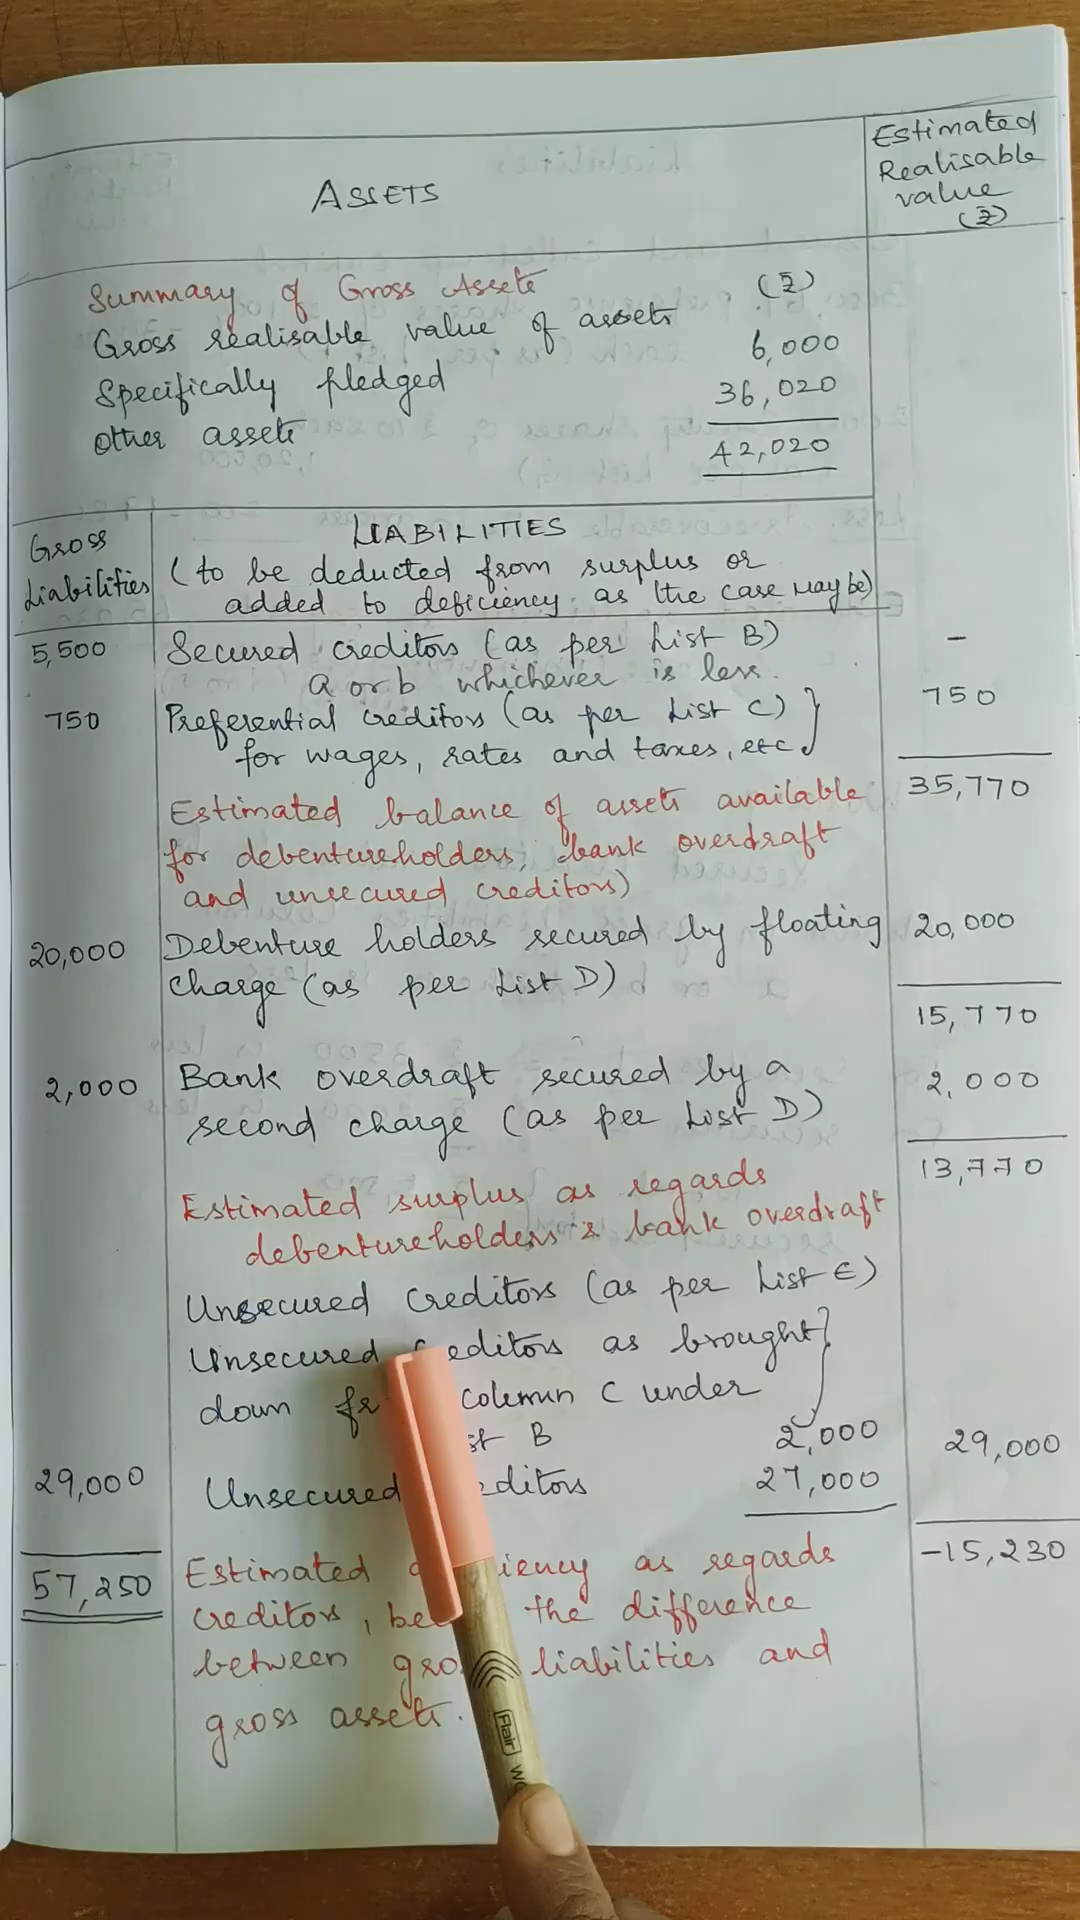 ASSETS
Estimated
Realisable
value
(₹)
Summary of Gross Assets (₹)
Gross realisable value of assets
Specifically pledged 6,000
other assets 36,020
42,020
Gross
Liabilities
LIABILITIES
(to be deducted from surplus or
added to deficiency as the case may be)
5,500 Secured creditors (as per List B) -
a or b whichever is less.
750 Preferential creditors (as per List C) 750
for wages, rates and taxes, etc
Estimated balance of assets available 35,770
for debentureholders, bank overdraft
and unsecured creditors)
20,000 Debenture holders secured by floating 20,000
charge (as per List D)
15,770
2,000 Bank overdraft secured by a 2,000
second charge (as per List D)
13,770
Estimated surplus as regards
debentureholders & bank overdraft
Unsecured creditors (as per List E)
Unsecured creditors as brought
down column C under
B 2,000 29,000
29,000 Unsecured 27,000
57,250 Estimated as regards -15,230
creditors, the difference
between liabilities and
gross assets.
Flair